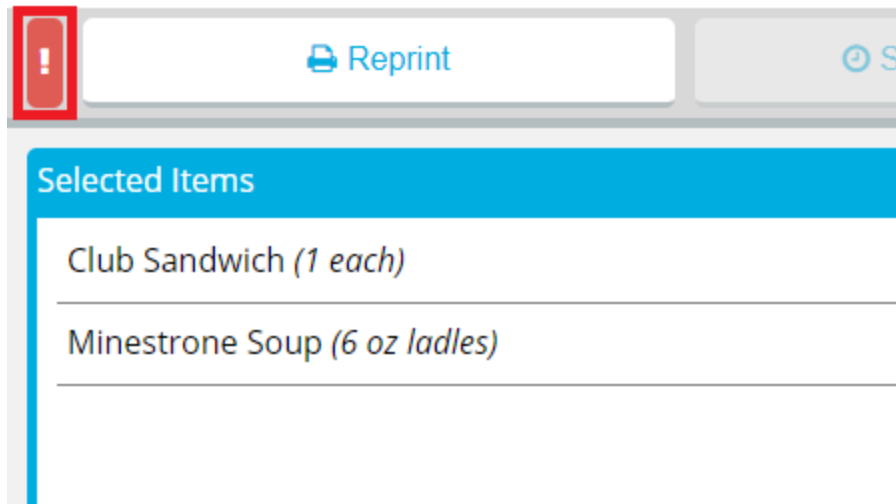 ! Reprint
Selected Items
Club Sandwich (1 each)
Minestrone Soup (6 oz ladles)